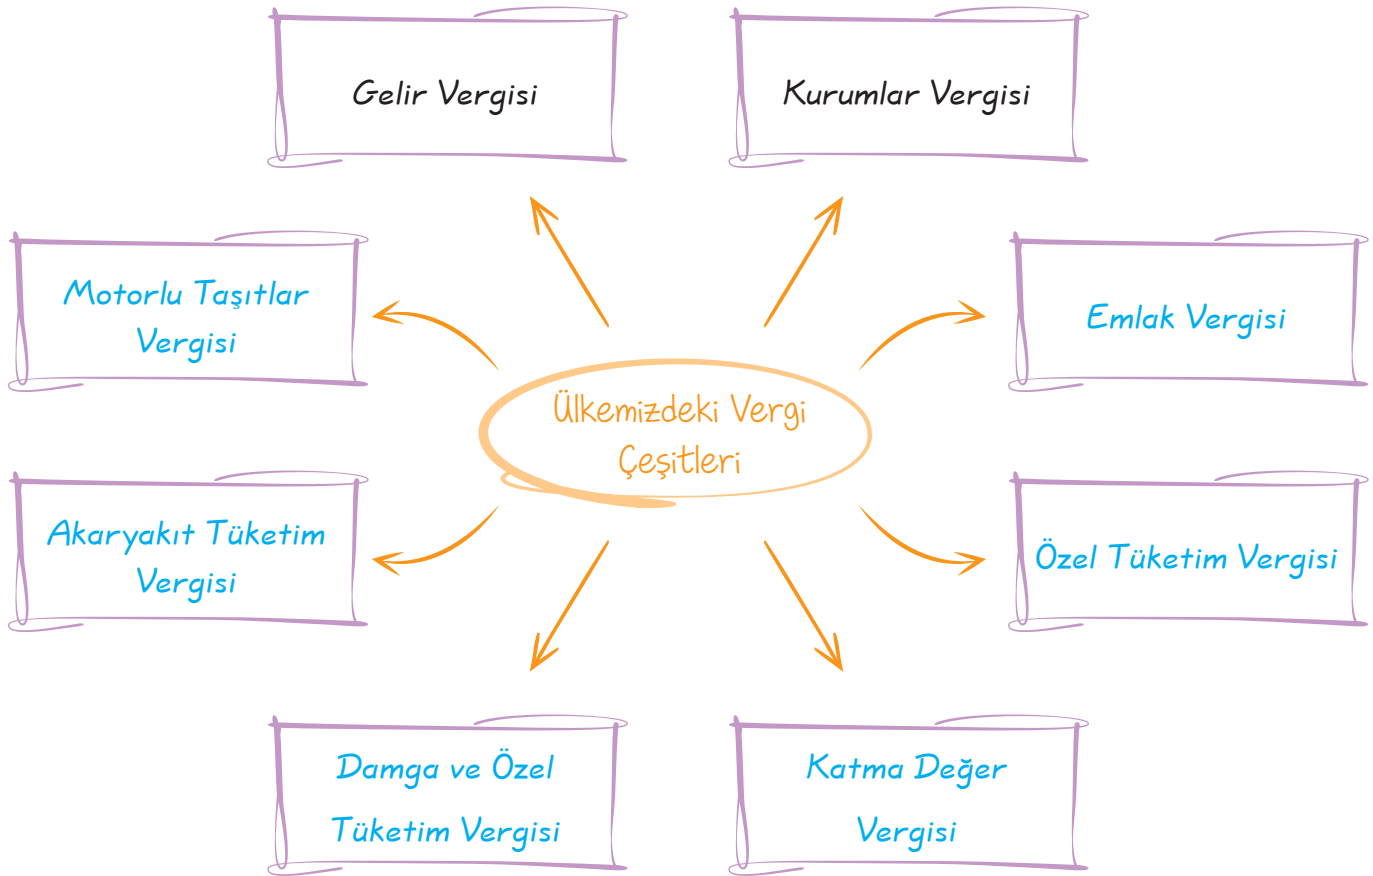 Gelir Vergisi
Kurumlar Vergisi
Motorlu Taşıtlar
Vergisi
Emlak Vergisi
Ülkemizdeki Vergi
Çeşitleri
Akaryakıt Tüketim
Vergisi
Özel Tüketim Vergisi
Damga ve Özel
Tüketim Vergisi
Katma Değer
Vergisi